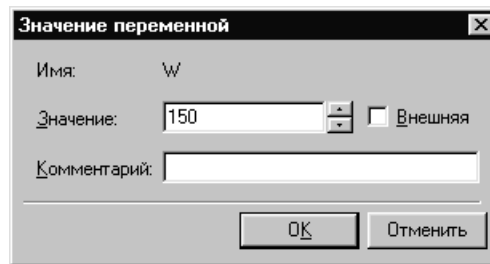 Значение переменной
Имя: W
Значение: 150 Внешняя
Комментарий:
OK Отменить